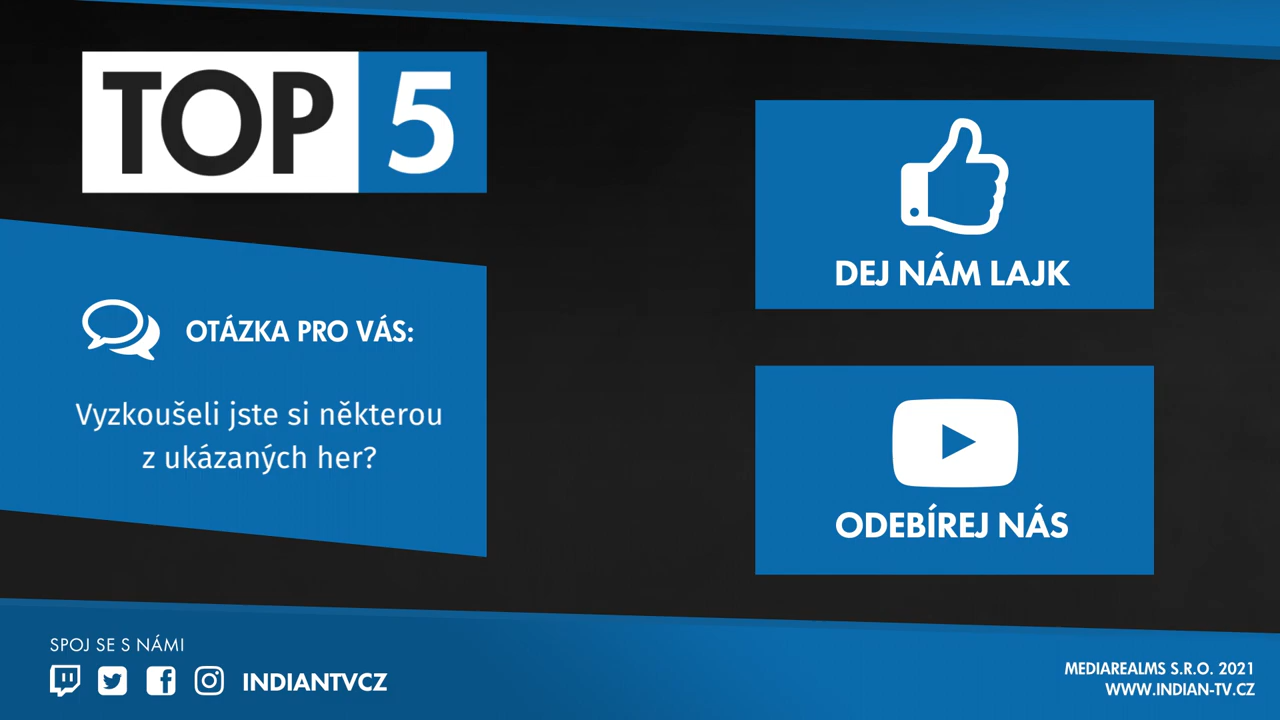 TOP 5
OTÁZKA PRO VÁS:
Vyzkoušeli jste si některou
z ukázaných her?
DEJ NÁM LAJK
ODEBÍREJ NÁS
SPOJ SE S NÁMI
INDIANTVCZ
MEDIAREALMS S.R.O. 2021
WWW.INDIAN-TV.CZ